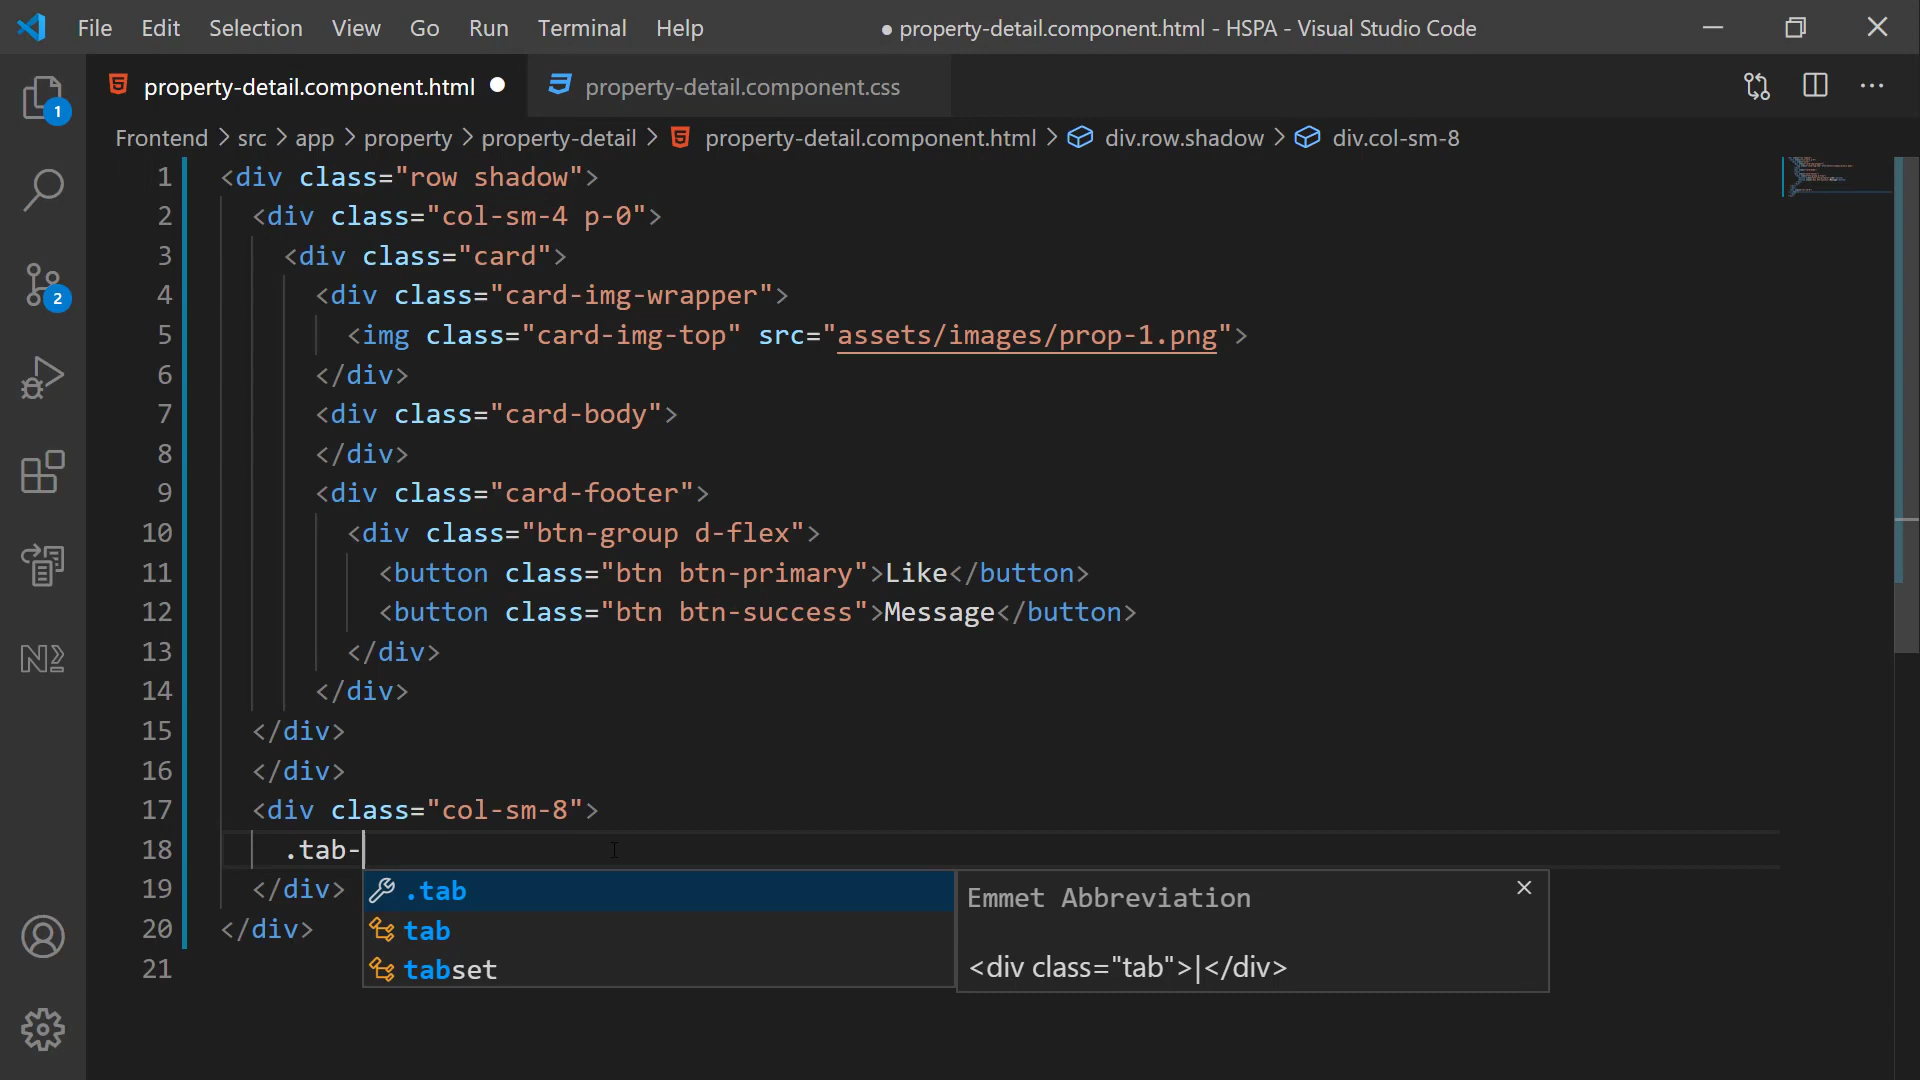 File Edit Selection View Go Run Terminal Help ● property-detail.component.html - HSPA - Visual Studio Code
property-detail.component.html property-detail.component.css
Frontend > src > app > property > property-detail > property-detail.component.html > div.row.shadow > div.col-sm-8
1 <div class="row shadow">
2 <div class="col-sm-4 p-0">
3 <div class="card">
4 <div class="card-img-wrapper">
5 <img class="card-img-top" src="assets/images/prop-1.png">
6 </div>
7 <div class="card-body">
8 </div>
9 <div class="card-footer">
10 <div class="btn-group d-flex">
11 <button class="btn btn-primary">Like</button>
12 <button class="btn btn-success">Message</button>
13 </div>
14 </div>
15 </div>
16 </div>
17 <div class="col-sm-8">
18 .tab-
19 </div>
20 </div>
21
.tab
tab
tabset
Emmet Abbreviation
<div class="tab">|</div>
1
2
N2